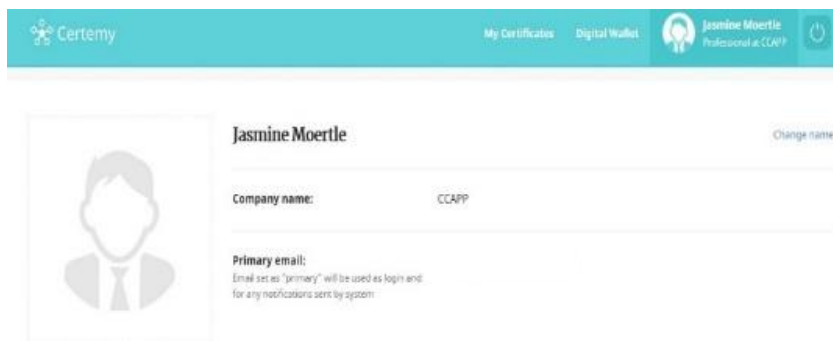 Certemy
My Certificates
Digital Wallet
Jasmine Moertle
Professional at CCAPP
Jasmine Moertle
Change name
Company name:
CCAPP
Primary email:
Email set as "primary" will be used as login and
for any notifications sent by system